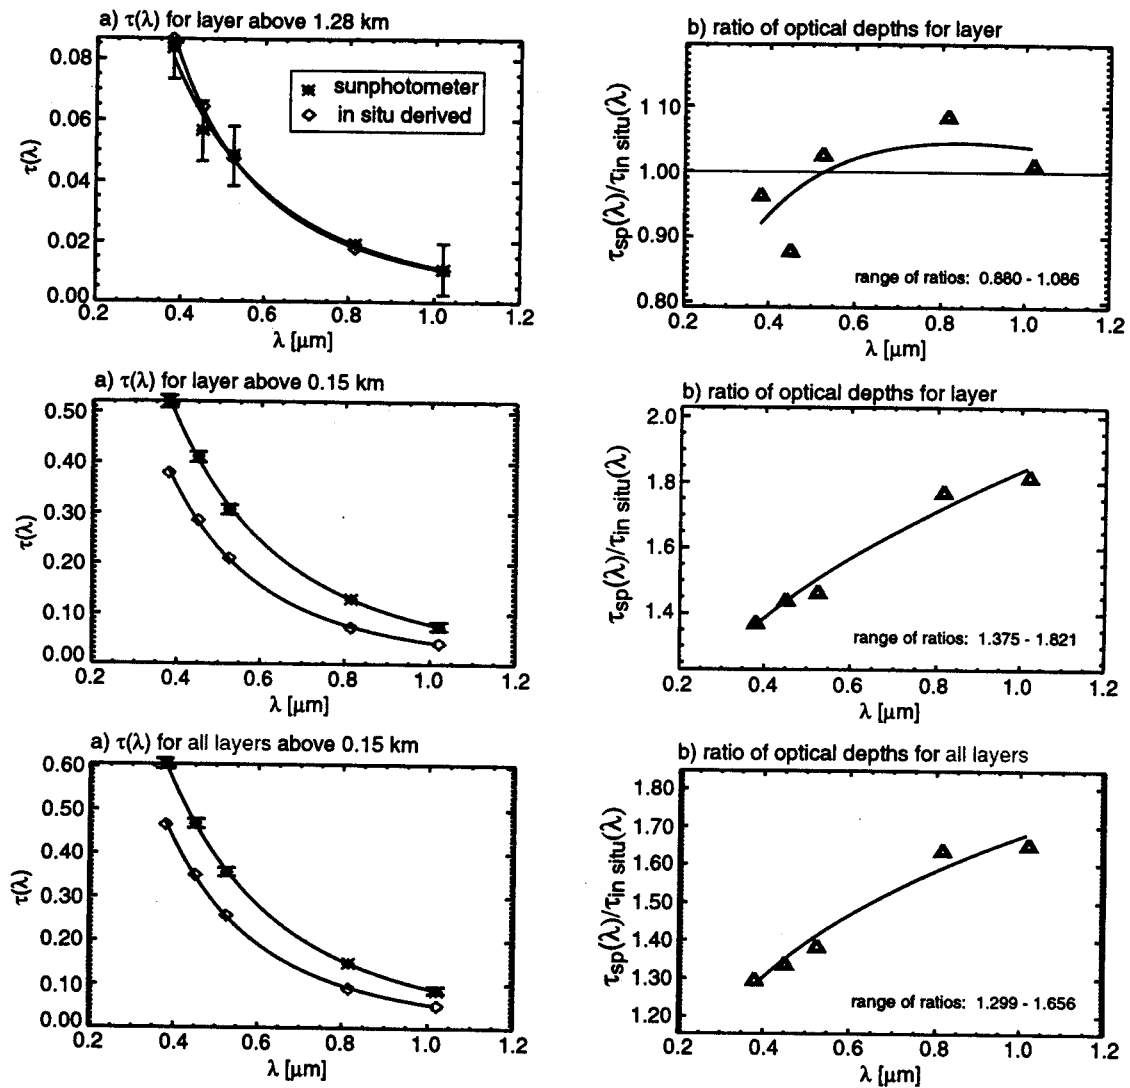 a) τ(λ) for layer above 1.28 km
0.08
0.06
0.04
0.02
0.00
τ(λ)
sunphotometer
in situ derived
0.2 0.4 0.6 0.8 1.0 1.2
λ [μm]
b) ratio of optical depths for layer
1.10
1.00
0.90
0.80
τsp(λ)/τin situ(λ)
range of ratios: 0.880 - 1.086
0.2 0.4 0.6 0.8 1.0 1.2
λ [μm]
a) τ(λ) for layer above 0.15 km
0.50
0.40
0.30
0.20
0.10
0.00
τ(λ)
0.2 0.4 0.6 0.8 1.0 1.2
λ [μm]
b) ratio of optical depths for layer
2.0
1.8
1.6
1.4
τsp(λ)/τin situ(λ)
range of ratios: 1.375 - 1.821
0.2 0.4 0.6 0.8 1.0 1.2
λ [μm]
a) τ(λ) for all layers above 0.15 km
0.60
0.50
0.40
0.30
0.20
0.10
0.00
τ(λ)
0.2 0.4 0.6 0.8 1.0 1.2
λ [μm]
b) ratio of optical depths for all layers
1.80
1.70
1.60
1.50
1.40
1.30
1.20
τsp(λ)/τin situ(λ)
range of ratios: 1.299 - 1.656
0.2 0.4 0.6 0.8 1.0 1.2
λ [μm]